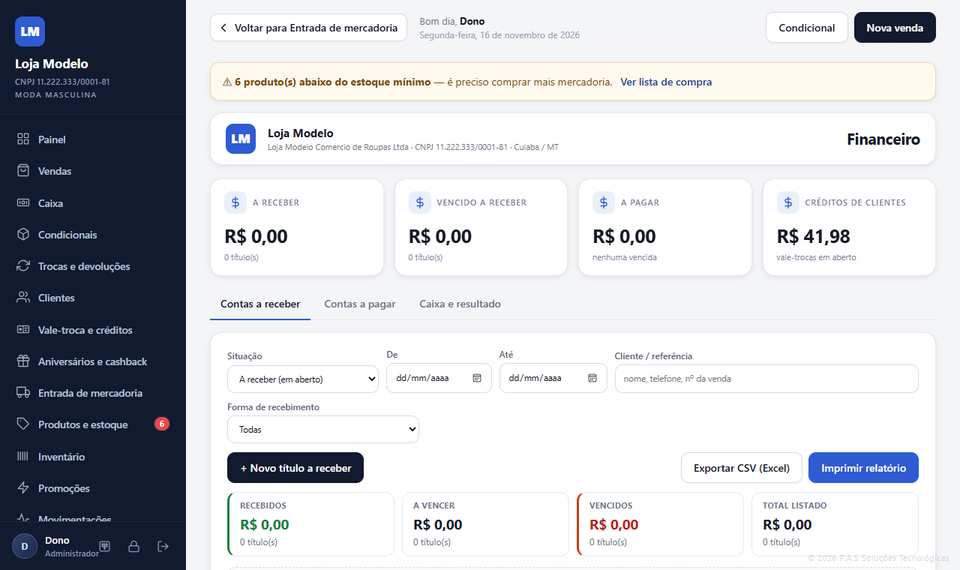 LM
Loja Modelo
CNPJ 11.222.333/0001-81
MODA MASCULINA
Painel
Vendas
Caixa
Condicionais
Trocas e devoluções
Clientes
Vale-troca e créditos
Aniversários e cashback
Entrada de mercadoria
Produtos e estoque 6
Inventário
Promoções
Movimentações
D
Dono
Administrador
Voltar para Entrada de mercadoria
Bom dia, Dono
Segunda-feira, 16 de novembro de 2026
Condicional
Nova venda
⚠ 6 produto(s) abaixo do estoque mínimo — é preciso comprar mais mercadoria. Ver lista de compra
LM
Loja Modelo
Loja Modelo Comercio de Roupas Ltda · CNPJ 11.222.333/0001-81 · Cuiaba / MT
Financeiro
$ A RECEBER
R$ 0,00
0 título(s)
$ VENCIDO A RECEBER
R$ 0,00
0 título(s)
$ A PAGAR
R$ 0,00
nenhuma vencida
$ CRÉDITOS DE CLIENTES
R$ 41,98
vale-trocas em aberto
Contas a receber Contas a pagar Caixa e resultado
Situação
A receber (em aberto)
De
dd/mm/aaaa
Até
dd/mm/aaaa
Cliente / referência
nome, telefone, nº da venda
Forma de recebimento
Todas
+ Novo título a receber
Exportar CSV (Excel)
Imprimir relatório
RECEBIDOS
R$ 0,00
0 título(s)
A VENCER
R$ 0,00
0 título(s)
VENCIDOS
R$ 0,00
0 título(s)
TOTAL LISTADO
R$ 0,00
0 título(s)
© 2026 P.A.S Soluções Tecnológicas